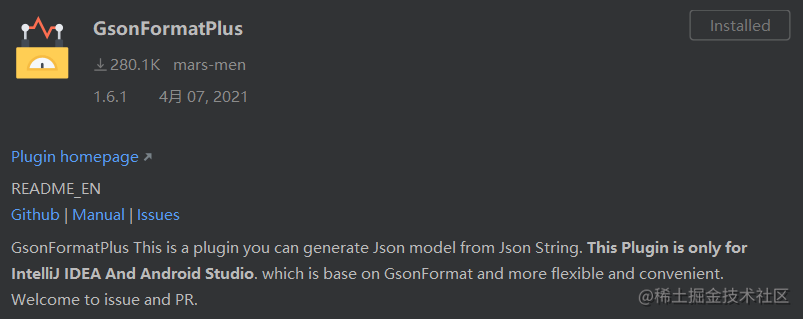 GsonFormatPlus
Installed
280.1K mars-men
1.6.1 4月 07, 2021
Plugin homepage
README_EN
Github | Manual | Issues
GsonFormatPlus This is a plugin you can generate Json model from Json String. This Plugin is only for
IntelliJ IDEA And Android Studio. which is base on GsonFormat and more flexible and convenient.
Welcome to issue and PR.
@稀土掘金技术社区